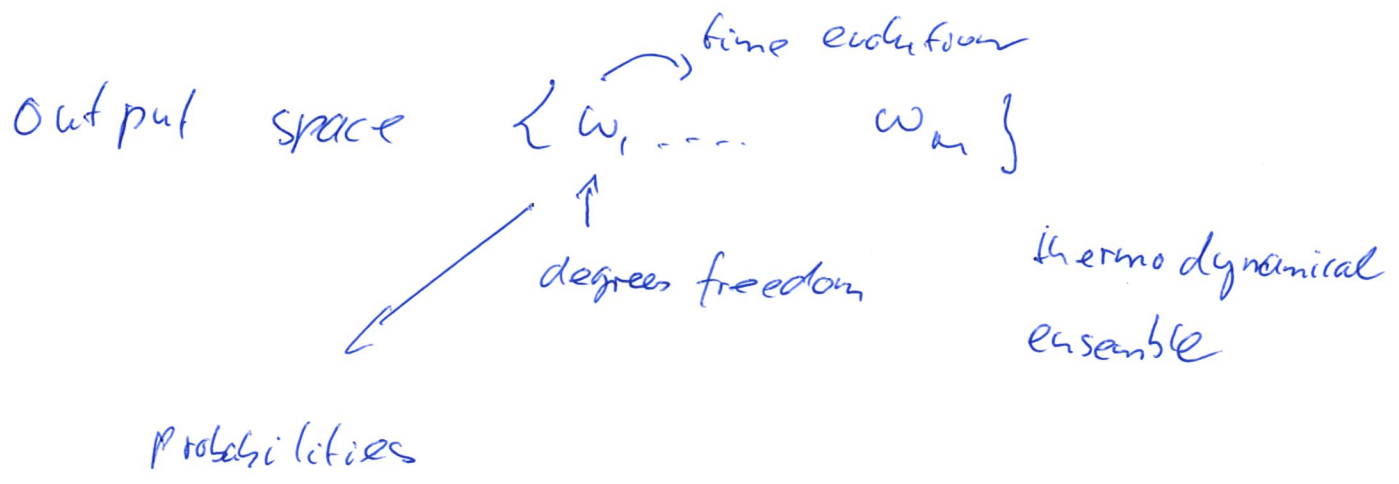 time evolution
output space { ω₁ .... ωₘ }
degrees freedom
thermodynamical
ensemble
probabilities